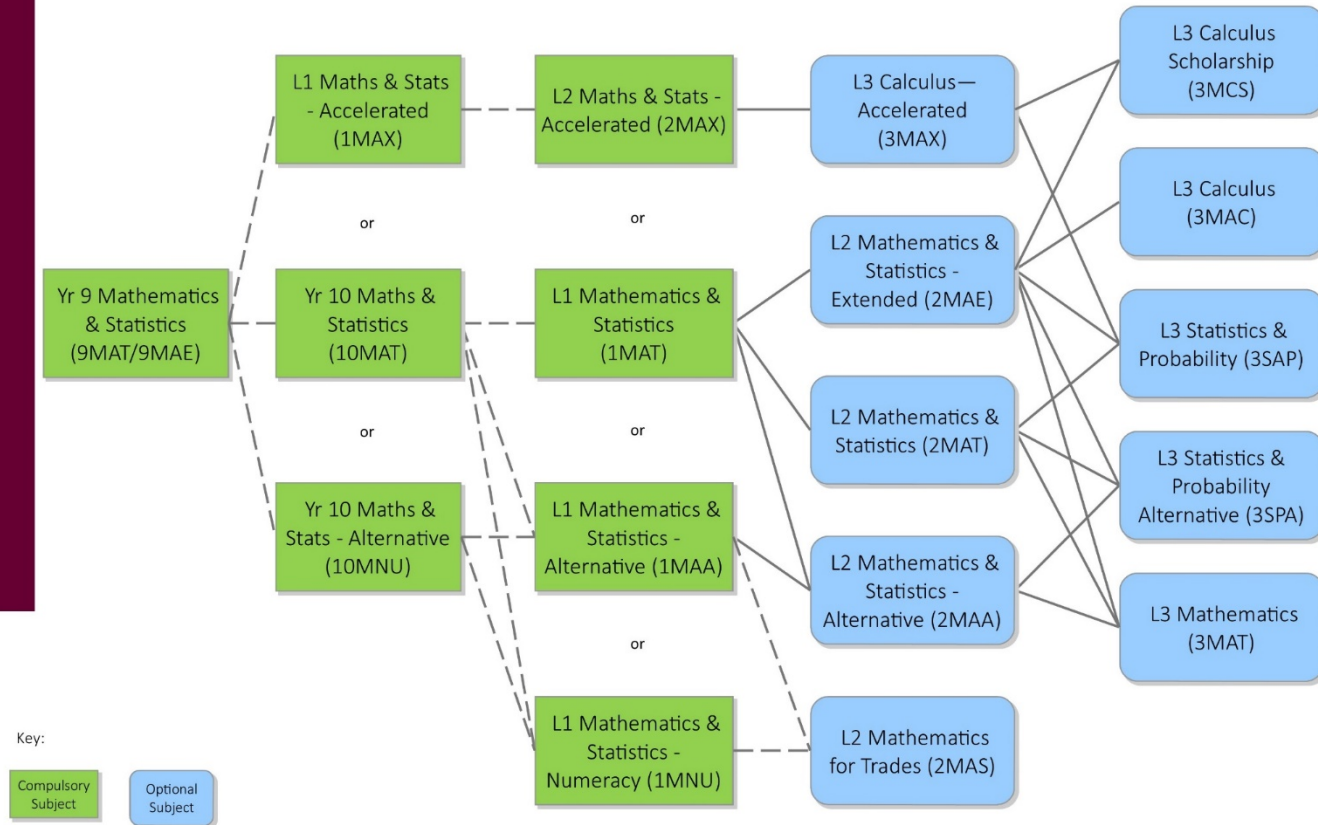 Yr 9 Mathematics
& Statistics
(9MAT/9MAE)
L1 Maths & Stats
- Accelerated
(1MAX)
or
Yr 10 Maths &
Statistics
(10MAT)
or
Yr 10 Maths &
Stats - Alternative
(10MNU)
L2 Maths & Stats -
Accelerated (2MAX)
or
L1 Mathematics &
Statistics
(1MAT)
or
L1 Mathematics &
Statistics -
Alternative (1MAA)
or
L1 Mathematics &
Statistics -
Numeracy (1MNU)
L3 Calculus—
Accelerated
(3MAX)
L2 Mathematics &
Statistics -
Extended (2MAE)
L2 Mathematics &
Statistics (2MAT)
L2 Mathematics &
Statistics -
Alternative (2MAA)
L2 Mathematics
for Trades (2MAS)
L3 Calculus
Scholarship
(3MCS)
L3 Calculus
(3MAC)
L3 Statistics &
Probability (3SAP)
L3 Statistics &
Probability
Alternative (3SPA)
L3 Mathematics
(3MAT)
Key:
Compulsory
Subject
Optional
Subject